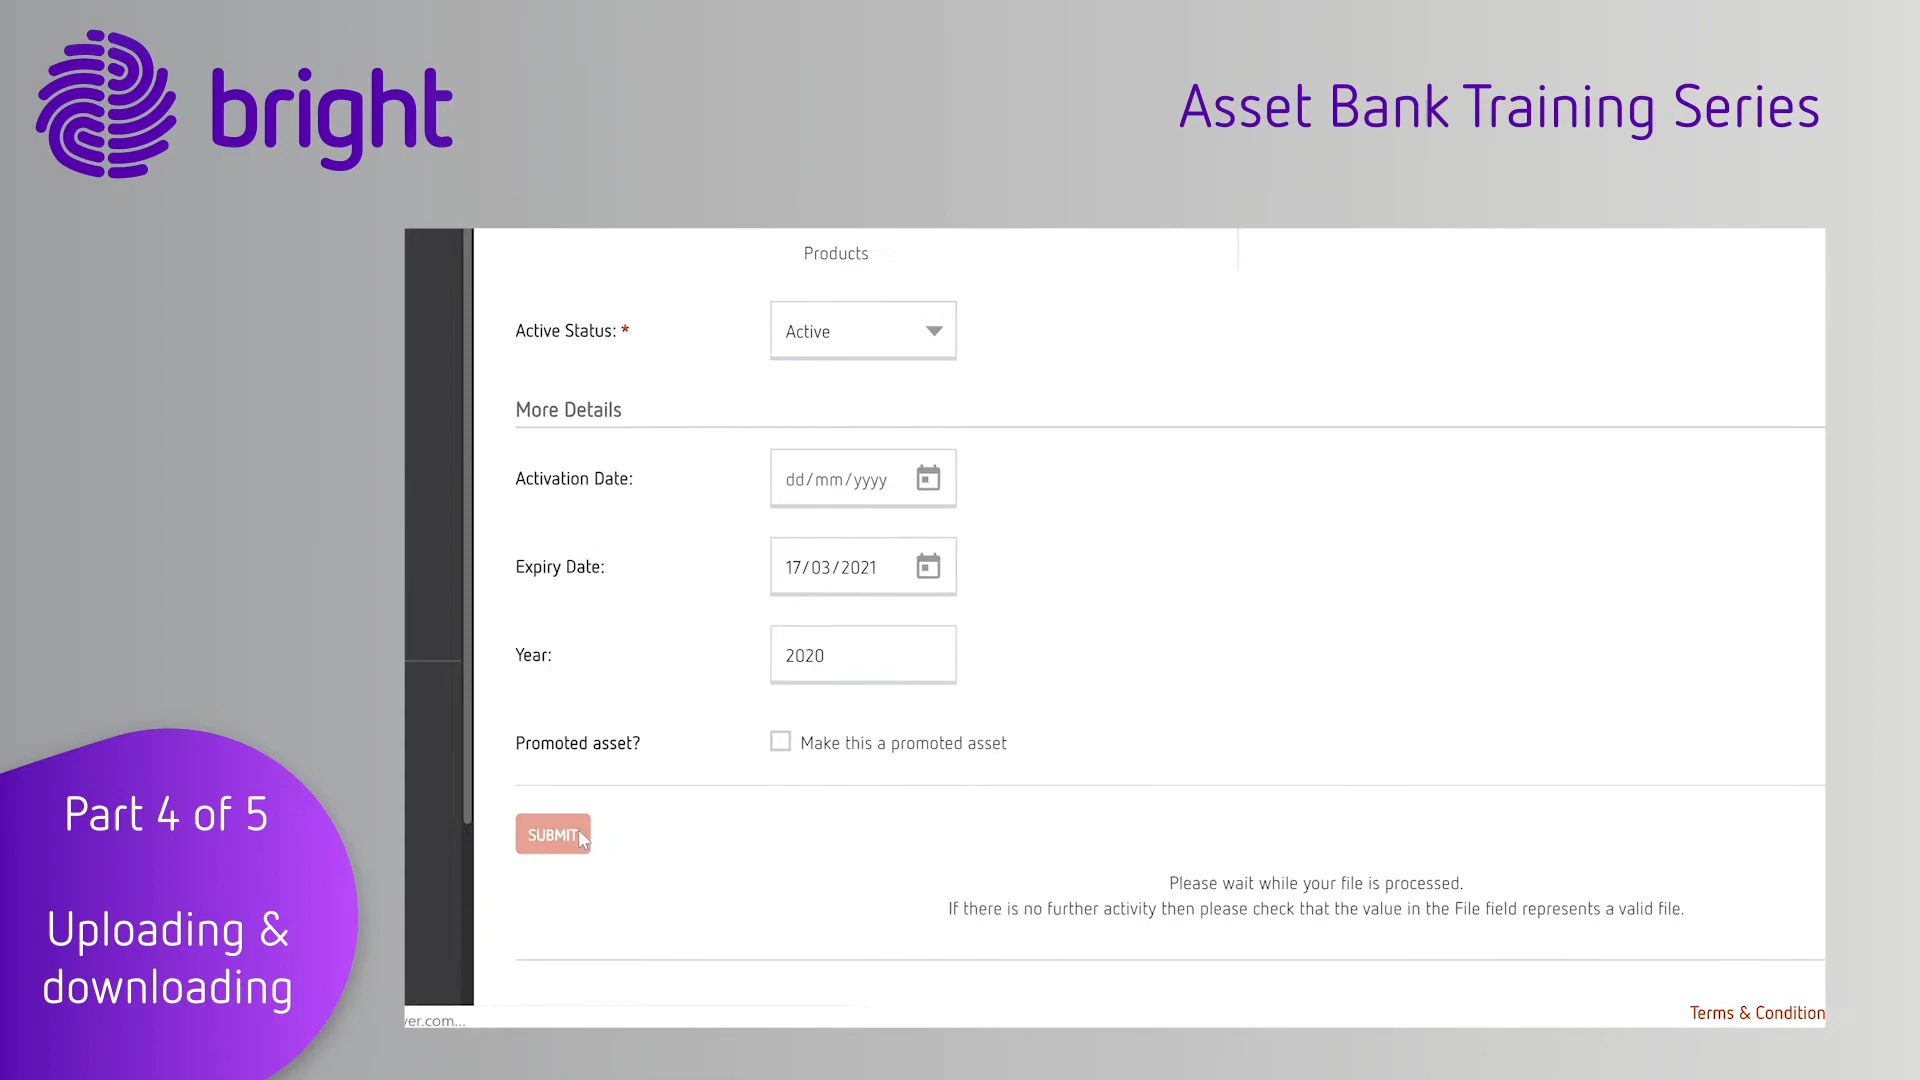 bright
Asset Bank Training Series
Products
Active Status: *
Active
More Details
Activation Date:
dd/mm/yyyy
Expiry Date:
17/03/2021
Year:
2020
Promoted asset?
Make this a promoted asset
SUBMIT
Please wait while your file is processed.
If there is no further activity then please check that the value in the File field represents a valid file.
Terms & Condition
ver.com...
Part 4 of 5
Uploading &
downloading